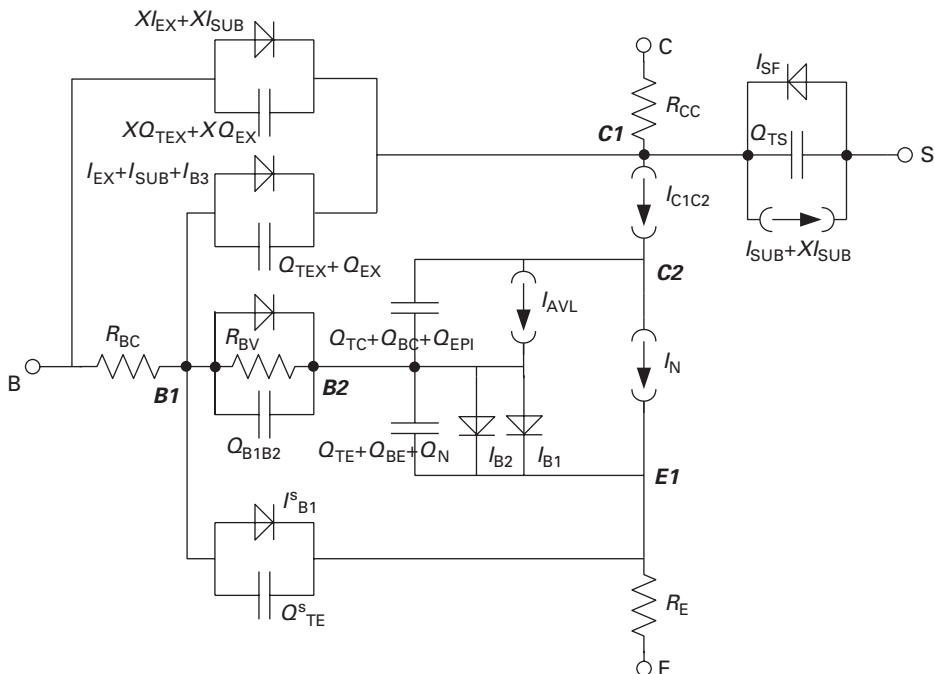 XI_EX+XI_SUB
C
I_SF
R_CC
XQ_TEX+XQ_EX
C1
Q_TS
S
I_EX+I_SUB+I_B3
I_C1C2
Q_TEX+Q_EX
I_SUB+XI_SUB
C2
I_AVL
R_BC
R_BV
Q_TC+Q_BC+Q_EPI
I_N
B
B1
B2
Q_B1B2
Q_TE+Q_BE+Q_N
I_B2
I_B1
E1
I^s_B1
Q^s_TE
R_E
E